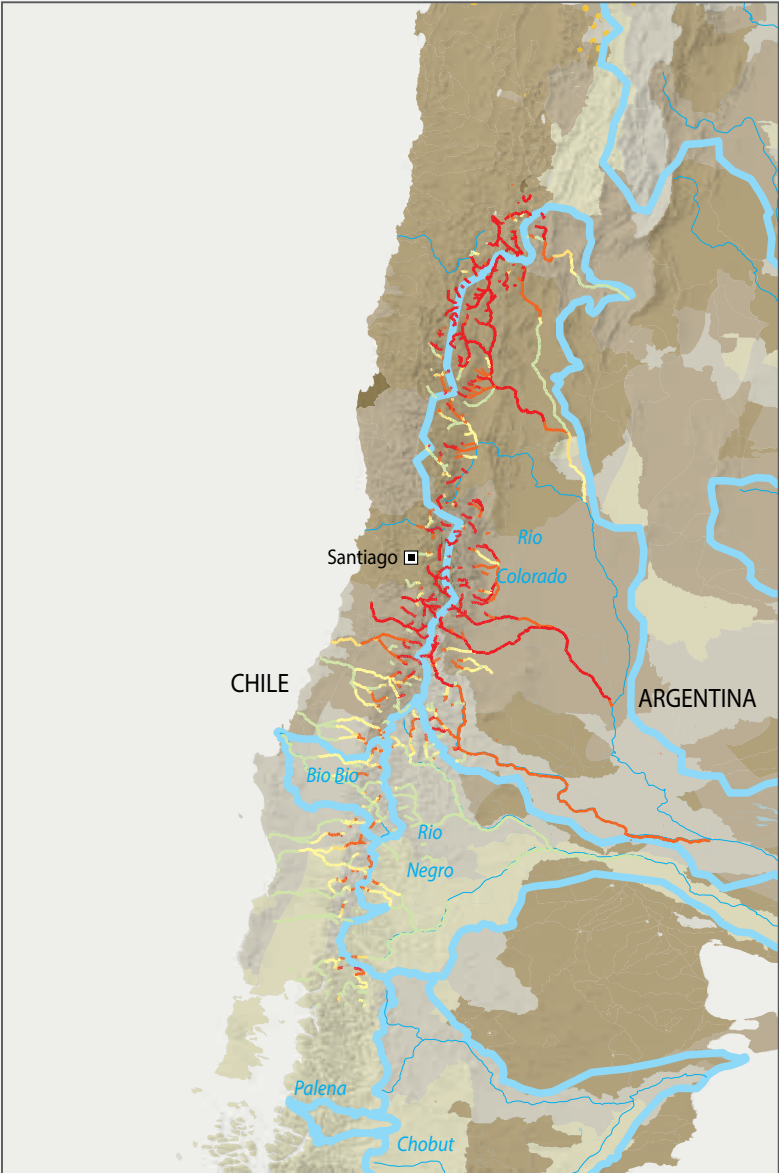 Rio
Colorado
Santiago
CHILE
ARGENTINA
Bio Bio
Rio
Negro
Palena
Chobut